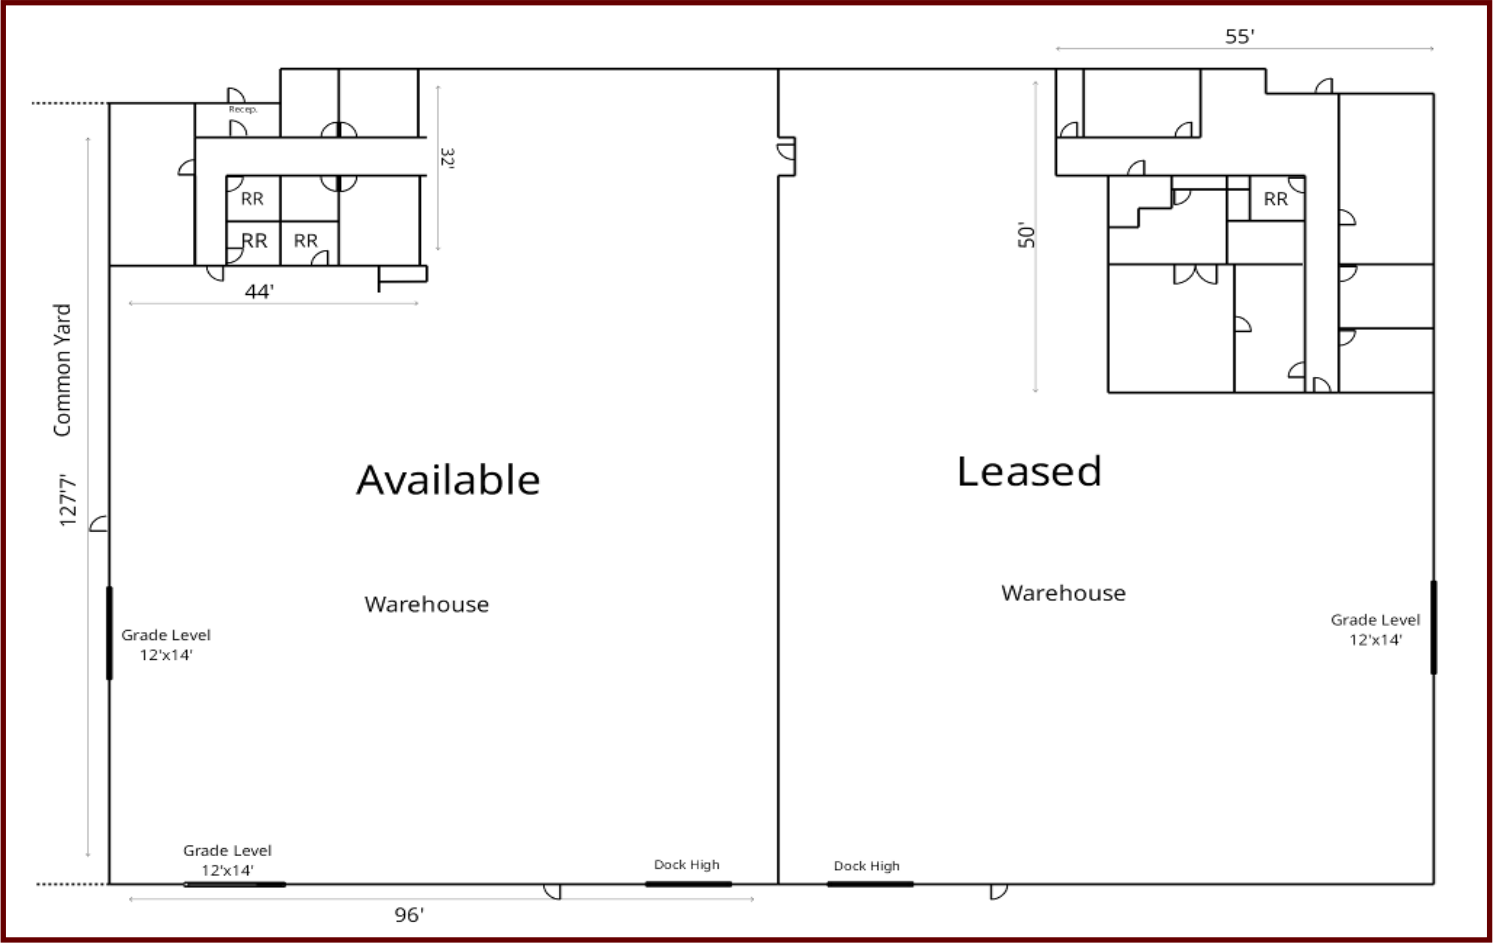 55'
Recep.
32'
RR
RR
RR
RR
50'
44'
Common Yard
127'7'
Available
Leased
Warehouse
Warehouse
Grade Level
12'x14'
Grade Level
12'x14'
Grade Level
12'x14'
Dock High
Dock High
96'